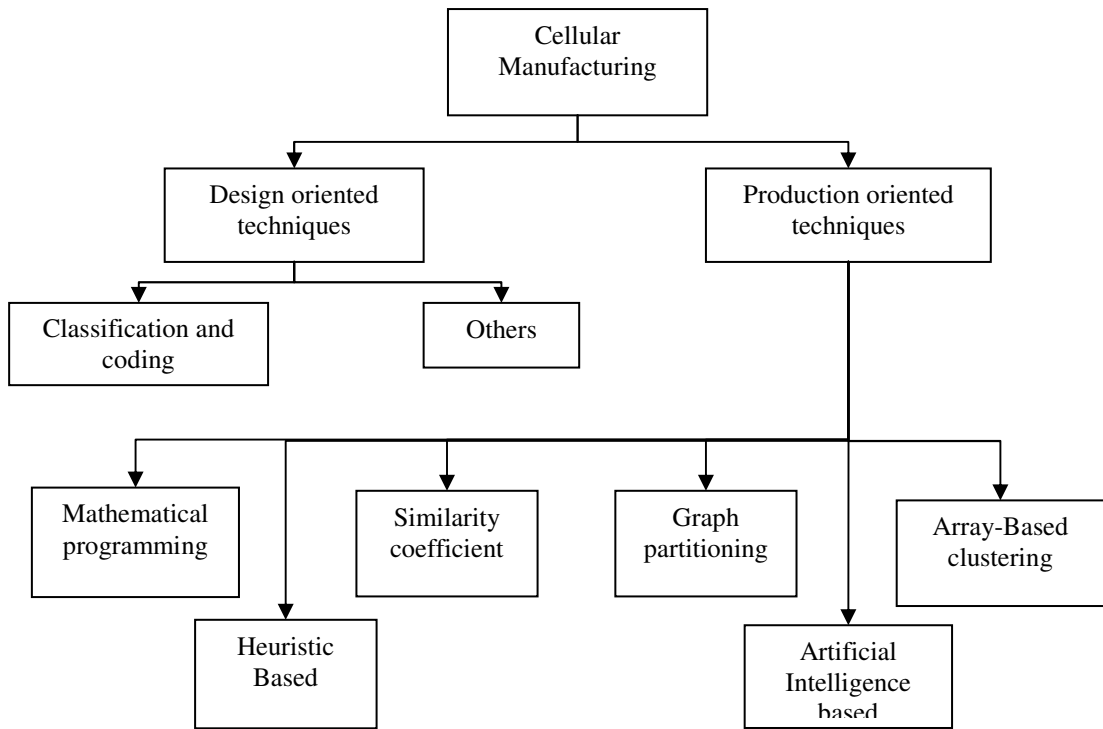 Cellular
Manufacturing
Design oriented
techniques
Production oriented
techniques
Classification and
coding
Others
Mathematical
programming
Similarity
coefficient
Graph
partitioning
Array-Based
clustering
Heuristic
Based
Artificial
Intelligence
based